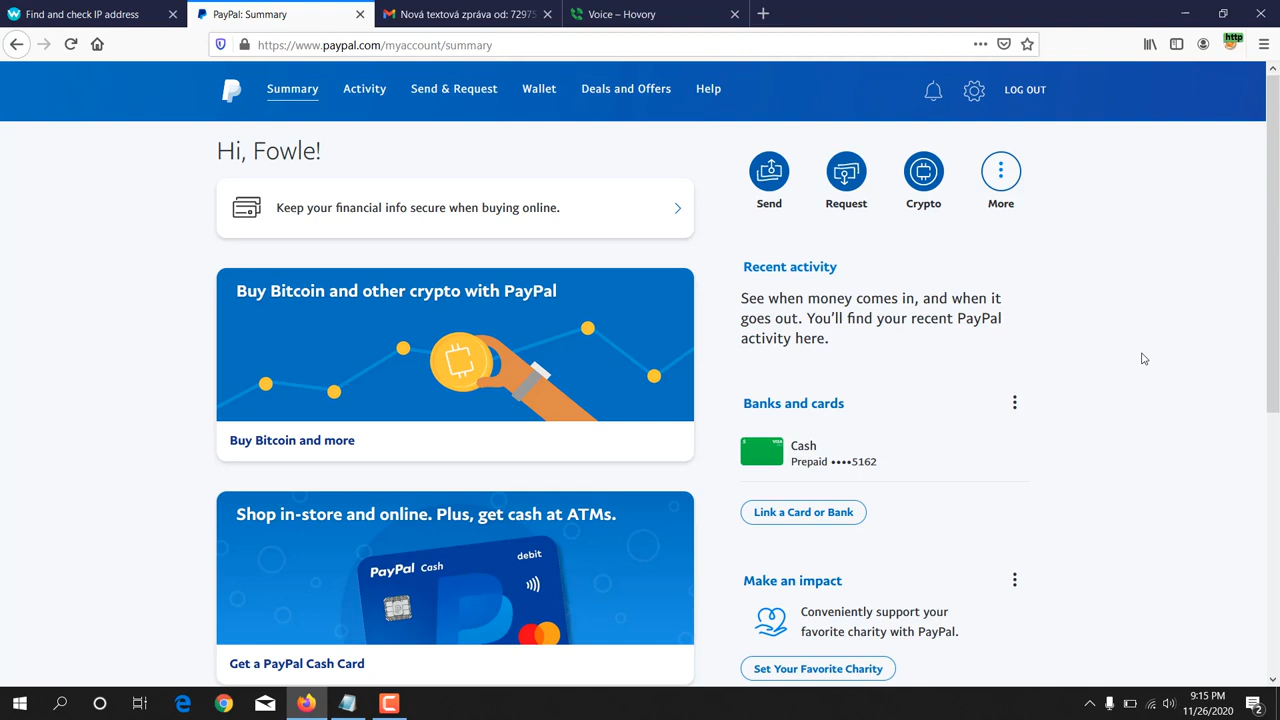 Find and check IP address
PayPal: Summary
Nová textová zpráva od: 7297
Voice – Hovory
https://www.paypal.com/myaccount/summary
http
Summary
Activity
Send & Request
Wallet
Deals and Offers
Help
LOG OUT
Hi, Fowle!
Keep your financial info secure when buying online.
Send
Request
Crypto
More
Buy Bitcoin and other crypto with PayPal
Buy Bitcoin and more
Recent activity
See when money comes in, and when it
goes out. You’ll find your recent PayPal
activity here.
Banks and cards
VISA
Cash
Prepaid ••••5162
Link a Card or Bank
Shop in-store and online. Plus, get cash at ATMs.
debit
PayPal Cash
Get a PayPal Cash Card
Make an impact
Conveniently support your
favorite charity with PayPal.
Set Your Favorite Charity
9:15 PM
11/26/2020
2